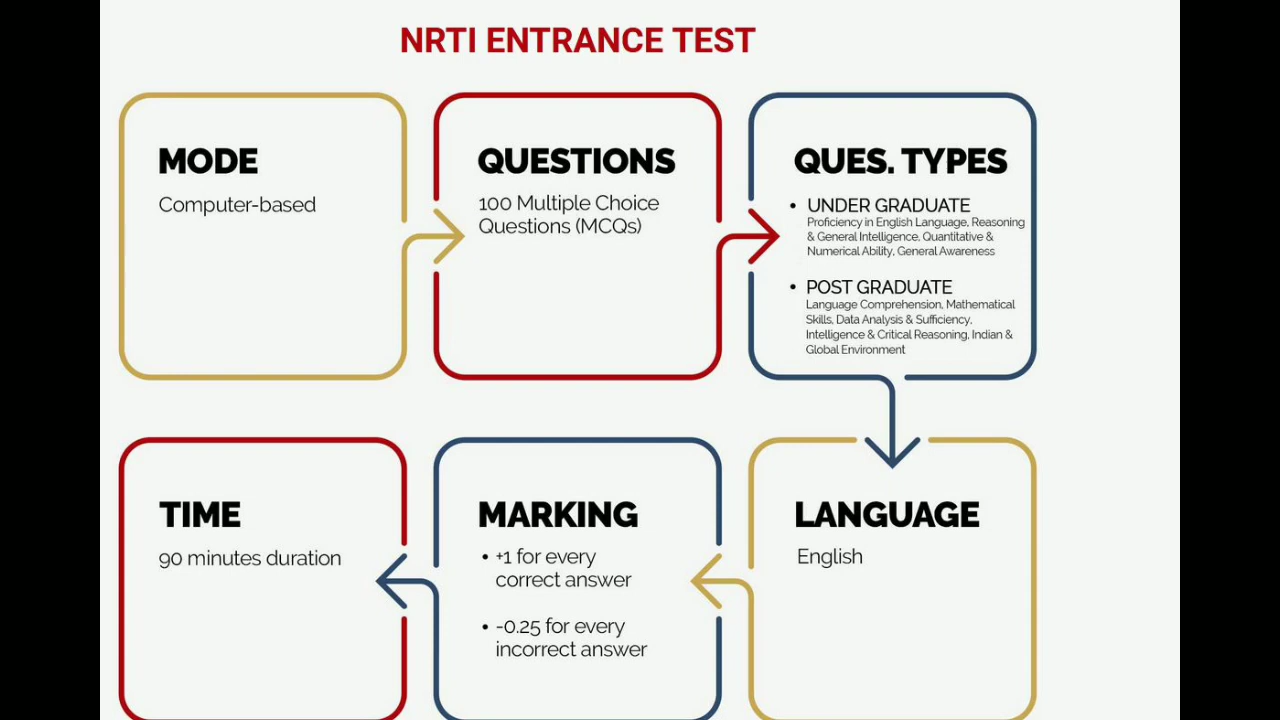 NRTI ENTRANCE TEST
MODE
Computer-based
QUESTIONS
100 Multiple Choice
Questions (MCQs)
QUES. TYPES
• UNDER GRADUATE
Proficiency in English Language, Reasoning
& General Intelligence, Quantitative &
Numerical Ability, General Awareness
• POST GRADUATE
Language Comprehension, Mathematical
Skills, Data Analysis & Sufficiency,
Intelligence & Critical Reasoning, Indian &
Global Environment
LANGUAGE
English
MARKING
• +1 for every
correct answer
• -0.25 for every
incorrect answer
TIME
90 minutes duration